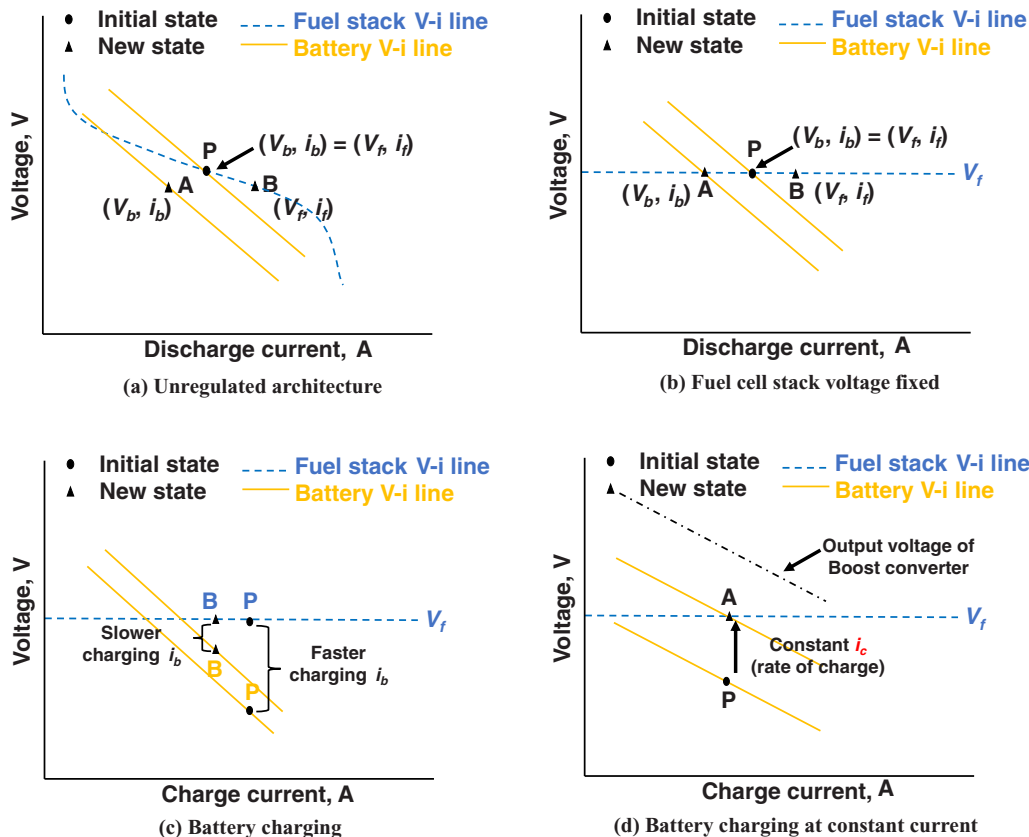 Initial state
New state
Fuel stack V-i line
Battery V-i line
Voltage, V
P
(Vb, ib) = (Vf, if)
A
B
(Vb, ib)
(Vf, if)
Discharge current, A
(a) Unregulated architecture
Initial state
New state
Fuel stack V-i line
Battery V-i line
Voltage, V
P
(Vb, ib) = (Vf, if)
Vf
(Vb, ib)
A
B
(Vf, if)
Discharge current, A
(b) Fuel cell stack voltage fixed
Initial state
New state
Fuel stack V-i line
Battery V-i line
Voltage, V
B
P
Vf
Slower
charging ib
B
Faster
charging ib
P
Charge current, A
(c) Battery charging
Initial state
New state
Fuel stack V-i line
Battery V-i line
Output voltage of
Boost converter
Voltage, V
A
Vf
Constant ic
(rate of charge)
P
Charge current, A
(d) Battery charging at constant current